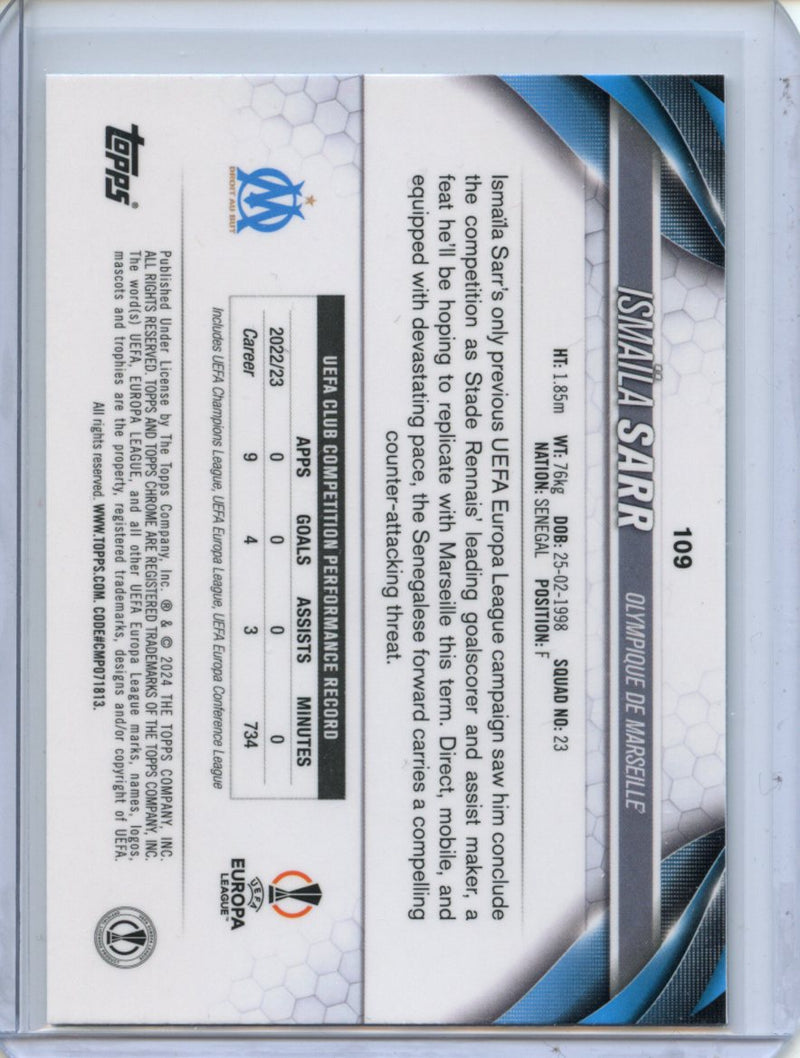 109
ISMAÏLA SARR OLYMPIQUE DE MARSEILLE
HT: 1.85m WT: 76kg DOB: 25-02-1998 SQUAD NO: 23
NATION: SENEGAL POSITION: F
Ismaïla Sarr's only previous UEFA Europa League campaign saw him conclude
the competition as Stade Rennais' leading goalscorer and assist maker, a
feat he'll be hoping to replicate with Marseille this term. Direct, mobile, and
equipped with devastating pace, the Senegalese forward carries a compelling
counter-attacking threat.
UEFA CLUB COMPETITION PERFORMANCE RECORD
APPS GOALS ASSISTS MINUTES
2022/23 0 0 0 0
Career 9 4 3 734
Includes UEFA Champions League, UEFA Europa League, UEFA Europa Conference League
DROIT AU BUT
UEFA
EUROPA
LEAGUE™
topps®
Published Under License by The Topps Company, Inc. ® & © 2024 THE TOPPS COMPANY, INC.
ALL RIGHTS RESERVED. TOPPS AND TOPPS CHROME ARE REGISTERED TRADEMARKS OF THE TOPPS COMPANY, INC.
The word(s) UEFA, EUROPA LEAGUE, and all other UEFA Europa League marks, names, logos,
mascots and trophies are the property, registered trademarks, designs and/or copyright of UEFA.
All rights reserved. WWW.TOPPS.COM. CODE#CMP071813.